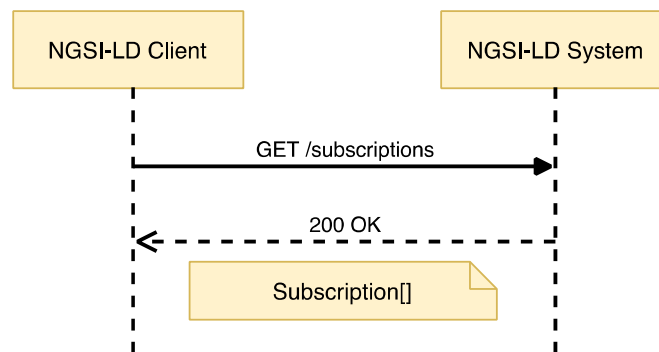 NGSI-LD Client
NGSI-LD System
GET /subscriptions
200 OK
Subscription[]